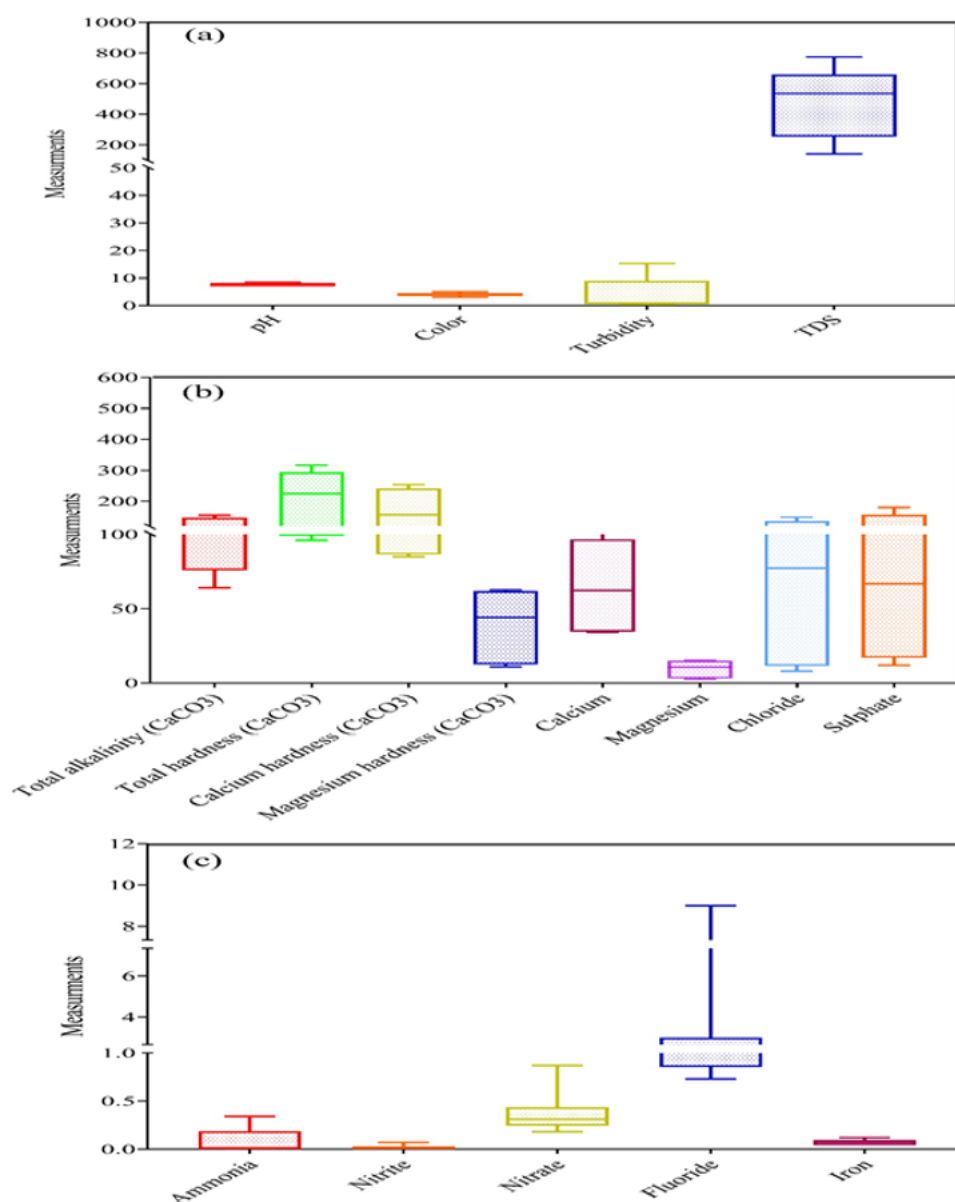 (a)
1000
800
600
400
200
50
40
30
20
10
0
Measurments
pH
Color
Turbidity
TDS
(b)
600
500
400
300
200
100
50
0
Measurments
Total alkalinity (CaCO3)
Total hardness (CaCO3)
Calcium hardness (CaCO3)
Magnesium hardness (CaCO3)
Calcium
Magnesium
Chloride
Sulphate
(c)
12
10
8
6
4
1.0
0.5
0.0
Measurments
Ammonia
Nitrite
Nitrate
Fluoride
Iron